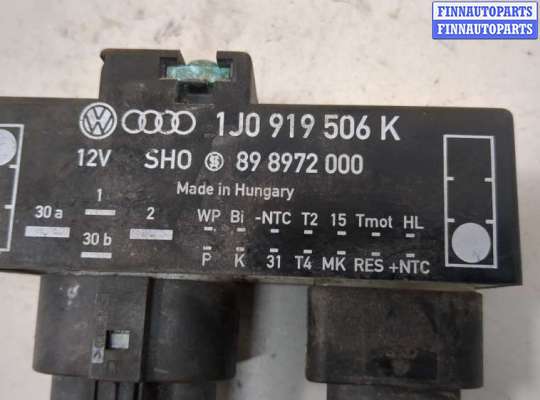 FINNAUTOPARTS
FINNAUTOPARTS
1J0 919 506 K
12V SHO 89 8972 000
Made in Hungary
1
30 a 2
30 b
WP Bi -NTC T2 15 Tmot HL
P K 31 T4 MK RES +NTC